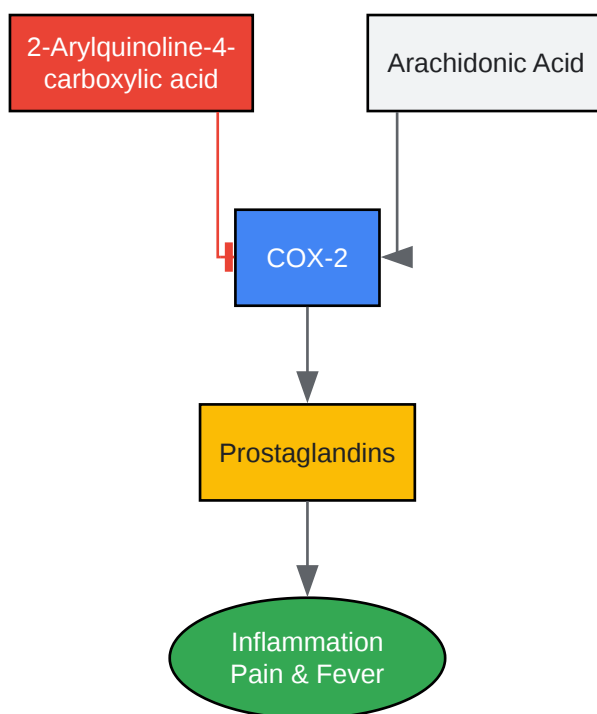 2-Arylquinoline-4-
carboxylic acid
Arachidonic Acid
COX-2
Prostaglandins
Inflammation
Pain & Fever